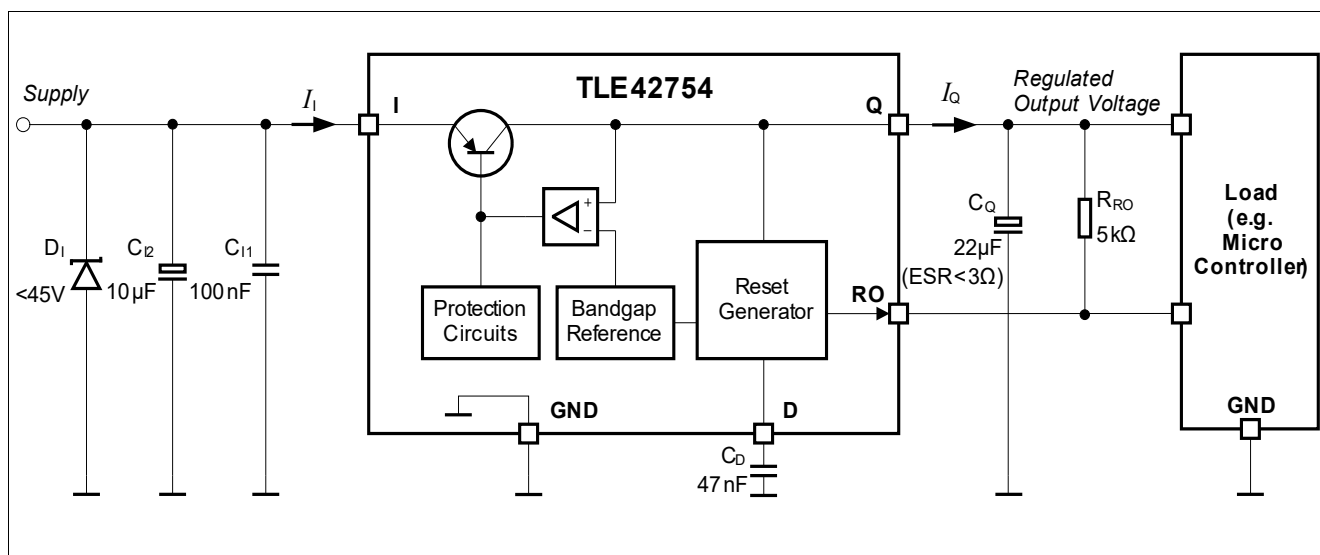 TLE42754
Supply
I_I
I
Q
I_Q
Regulated
Output Voltage
D_I
<45V
C_I2
10µF
C_I1
100nF
Protection
Circuits
Bandgap
Reference
Reset
Generator
RO
C_Q
22µF
(ESR<3Ω)
R_RO
5kΩ
Load
(e.g.
Micro
Controller)
GND
D
C_D
47nF
GND
+
−